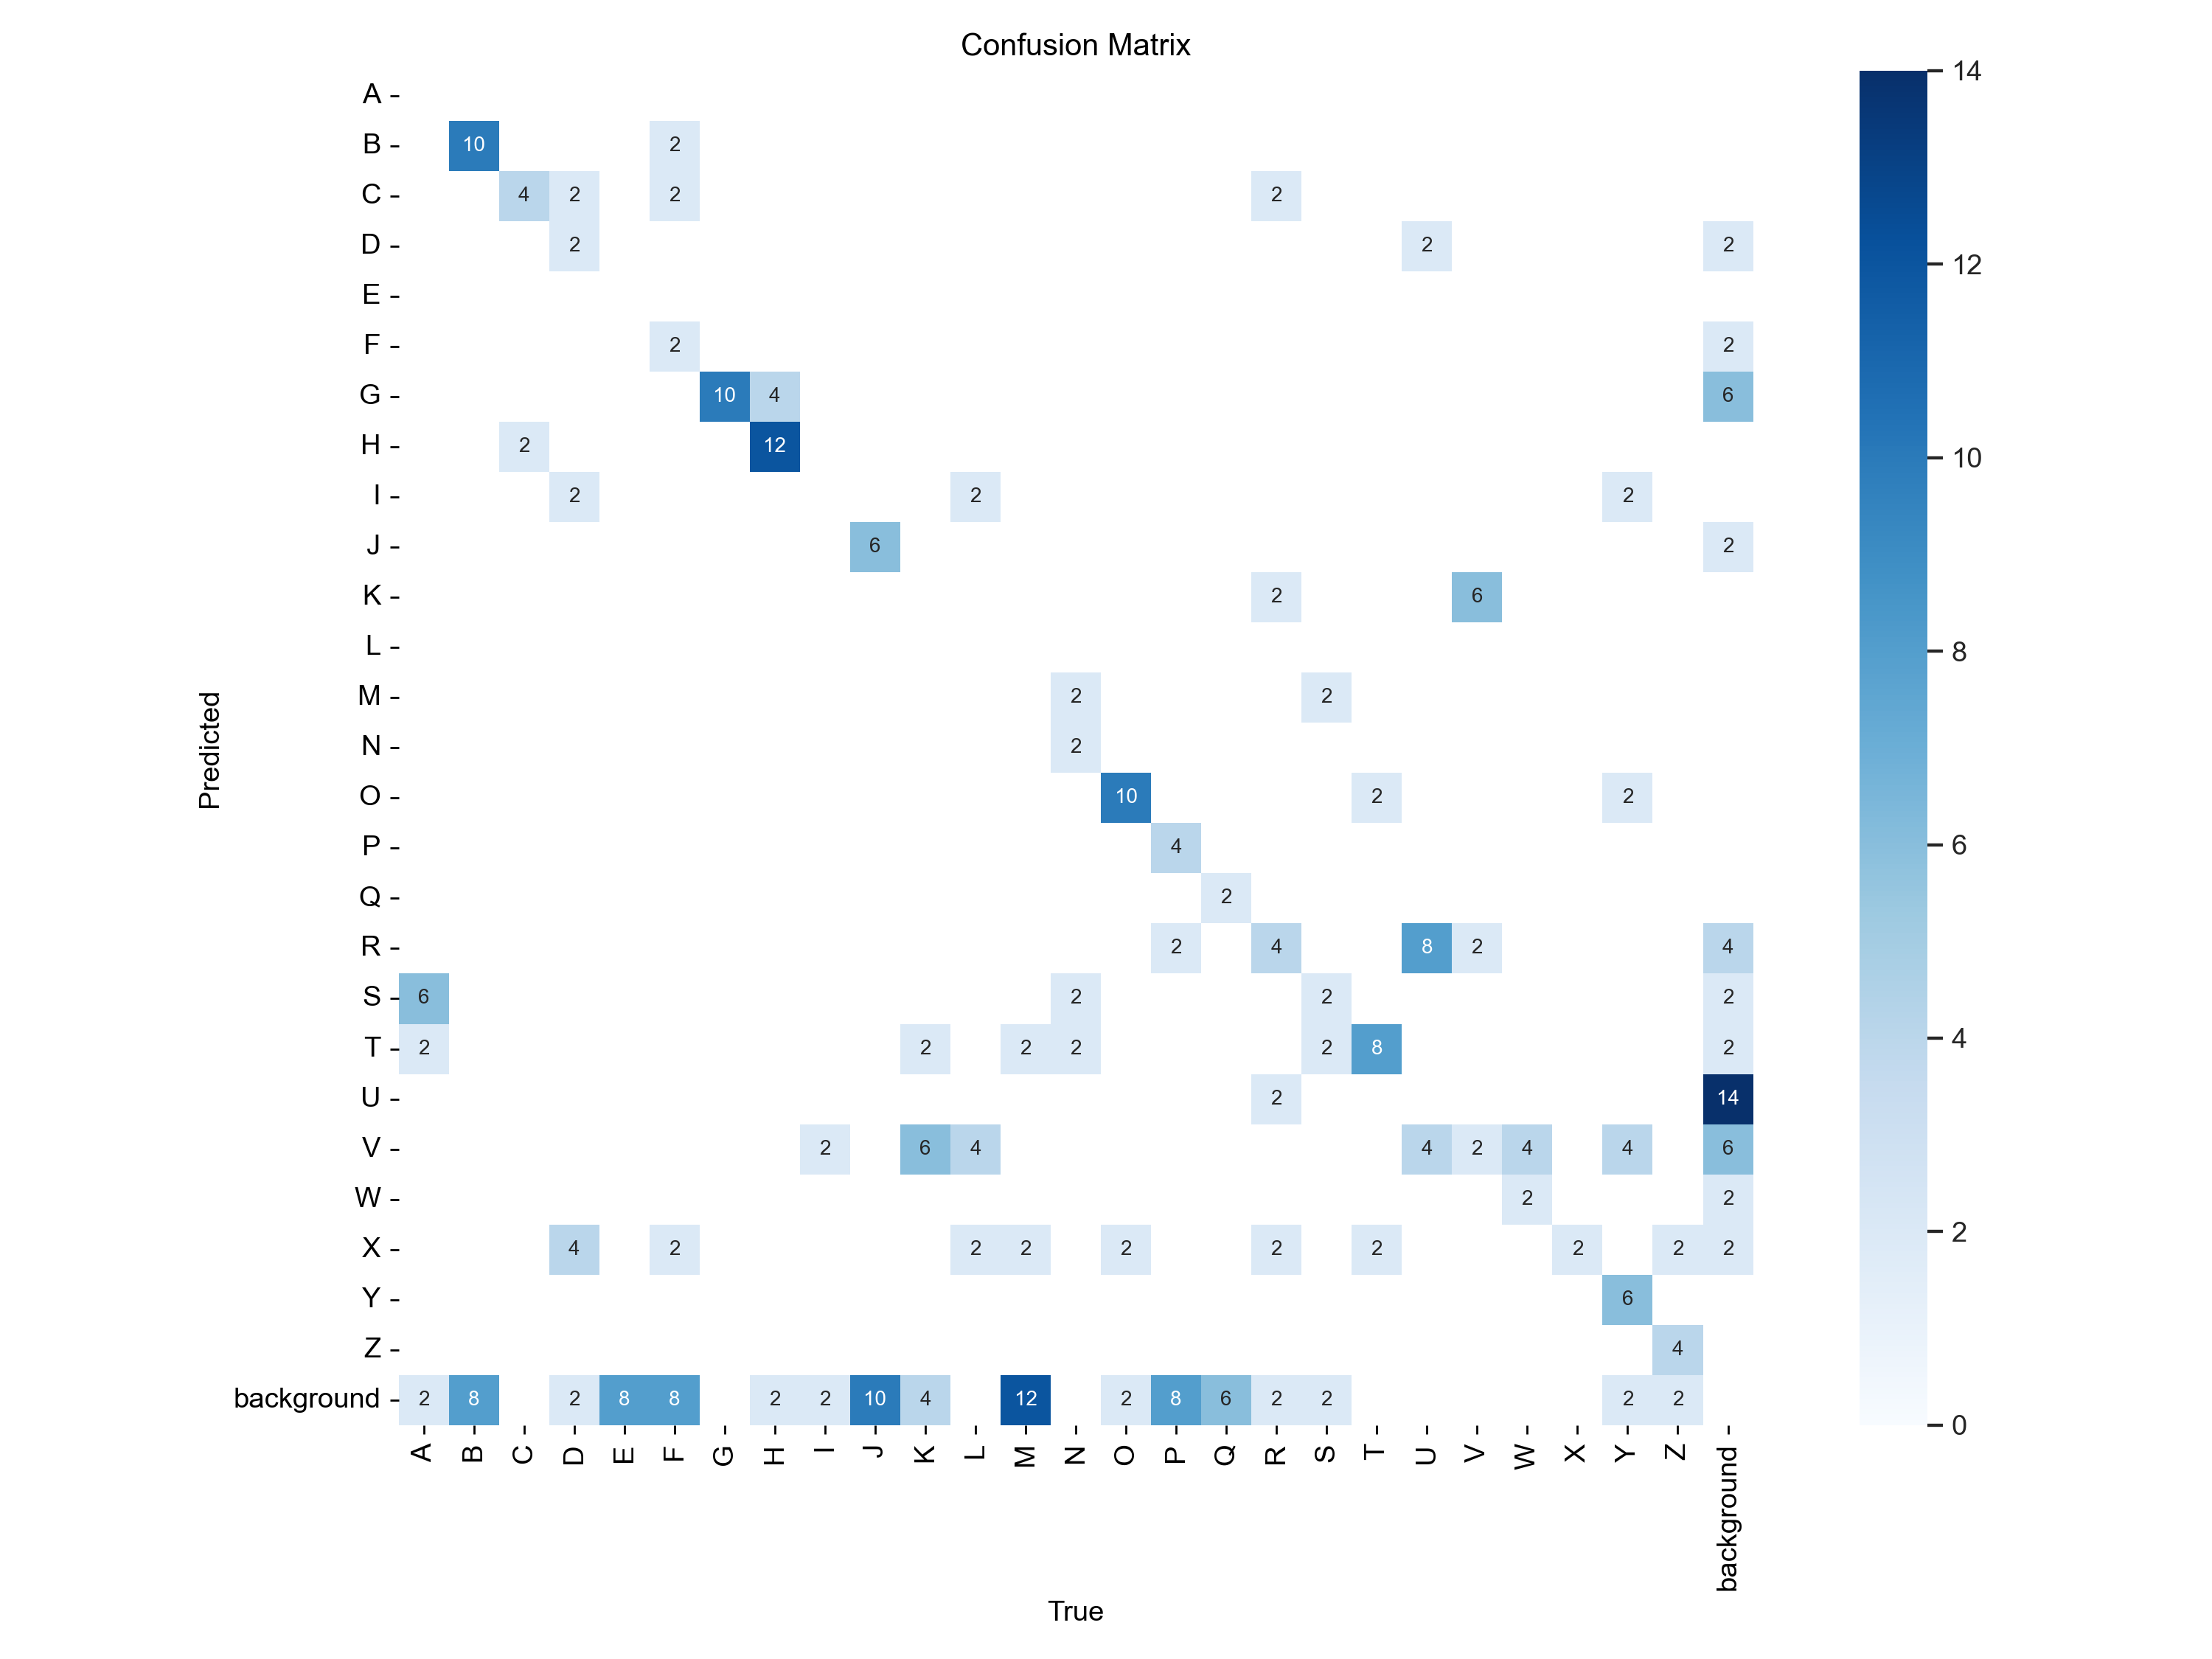 Confusion Matrix
A
B 10 2
C 4 2 2 2
D 2 2 2
E
F 2 2
G 10 4 6
H 2 12
I 2 2 2
J 6 2
K 2 6
L
M 2 2
N 2
O 10 2 2
P 4
Q 2
R 2 4 8 2 4
S 6 2 2 2
T 2 2 2 2 2 8 2
U 2 14
V 2 6 4 4 2 4 4 6
W 2 2
X 4 2 2 2 2 2 2 2 2 2
Y 6
Z 4
background 2 8 2 8 8 2 2 10 4 12 2 8 6 2 2 2 2
A B C D E F G H I J K L M N O P Q R S T U V W X Y Z background
True
Predicted
14
12
10
8
6
4
2
0